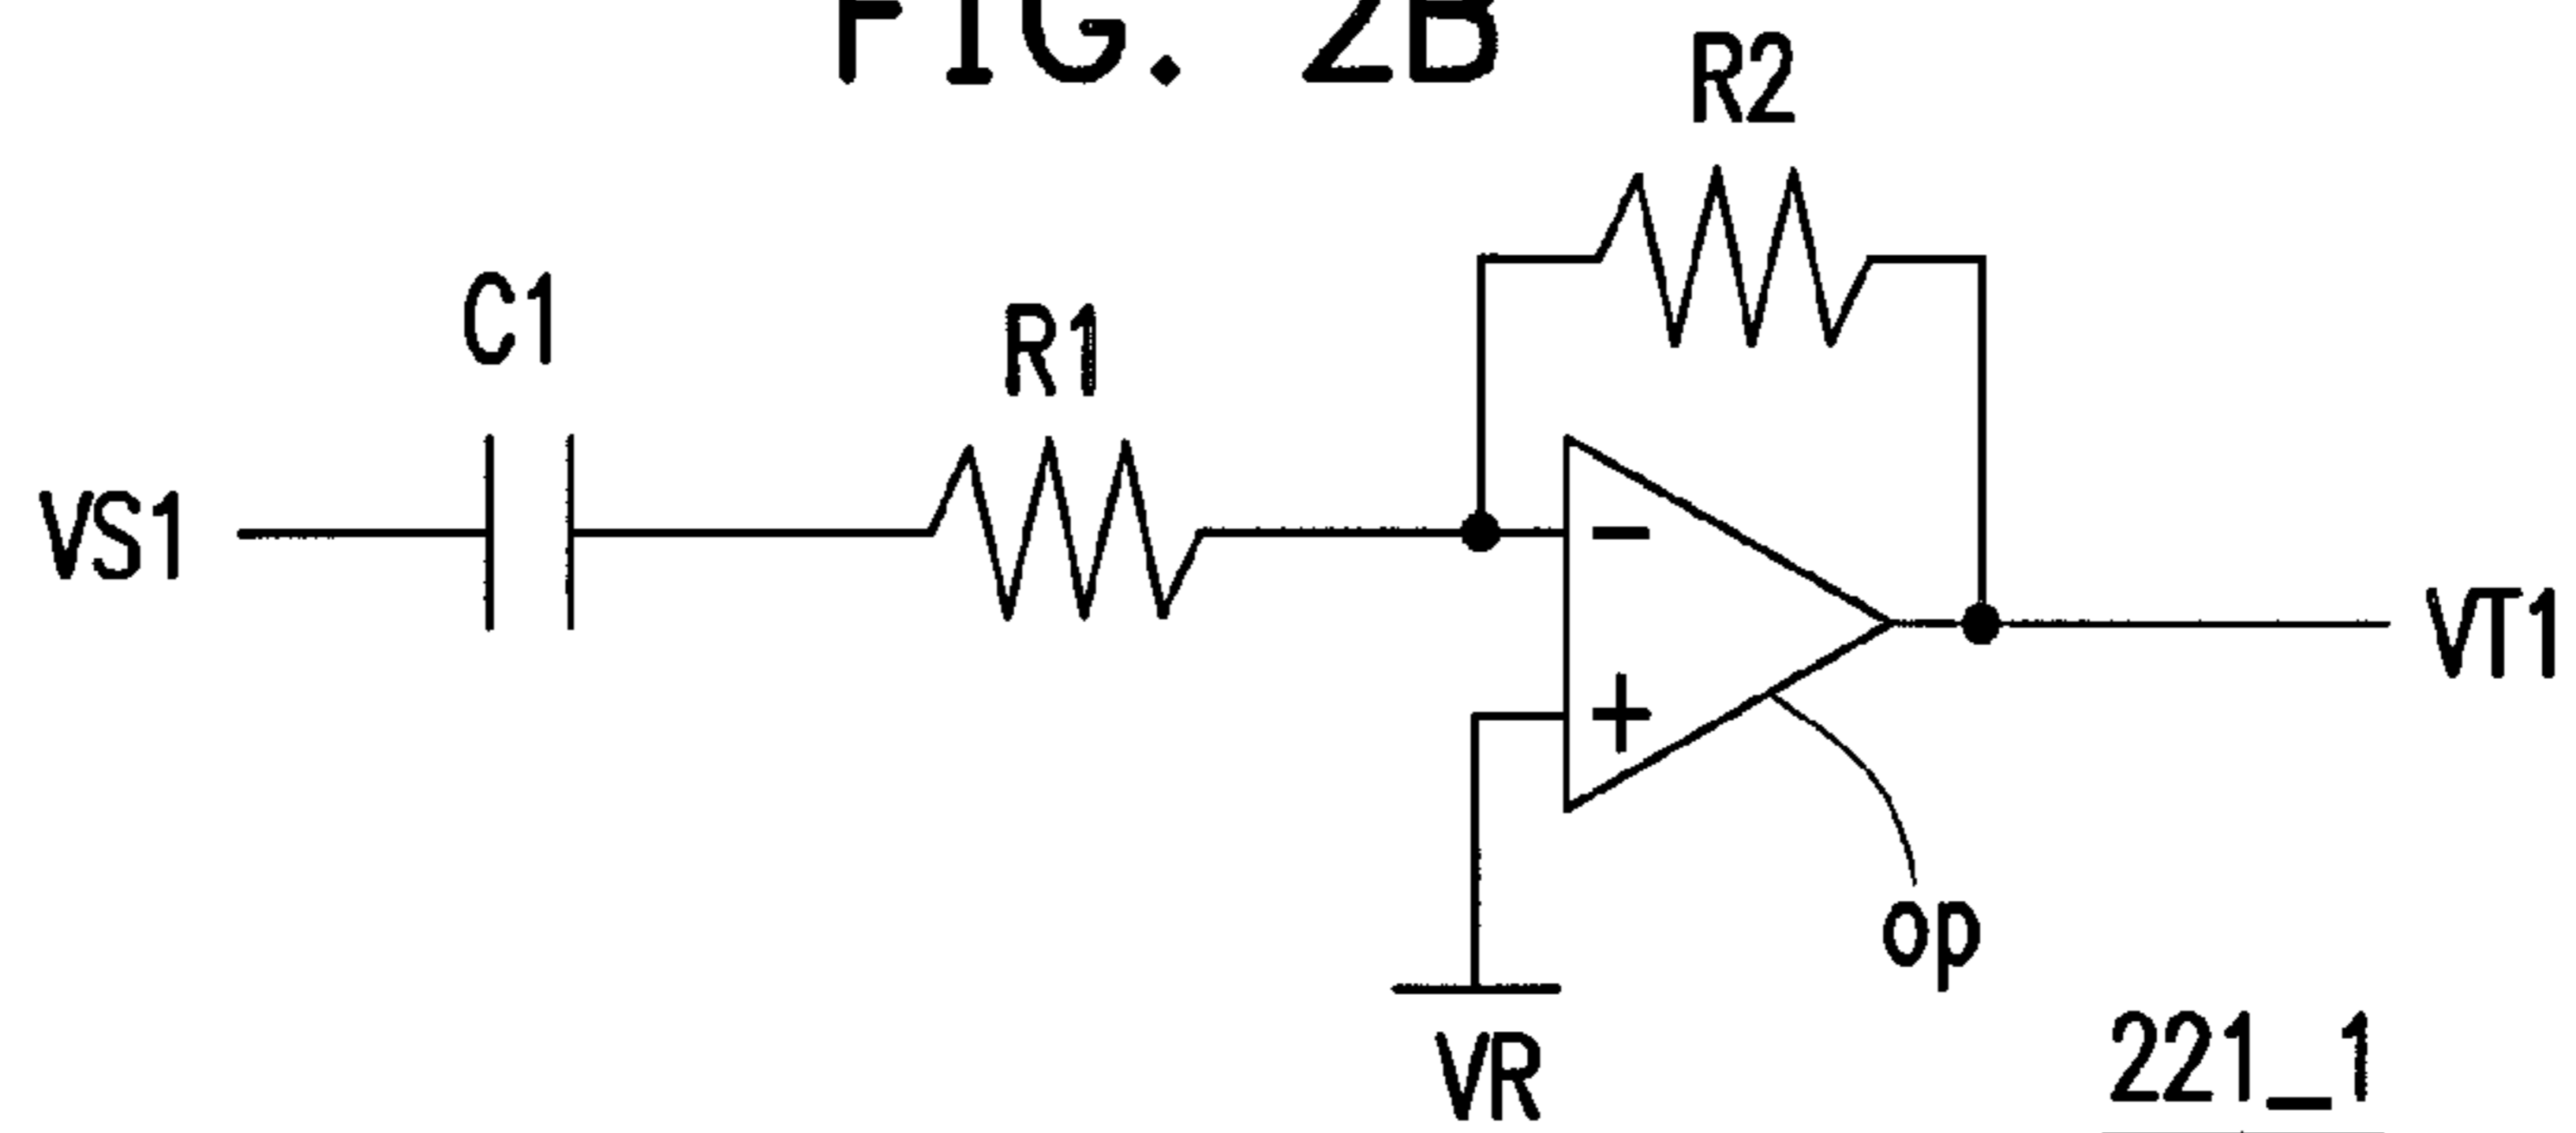 FIG. 2B
R2
C1
R1
VS1
-
+
VT1
op
VR
221_1